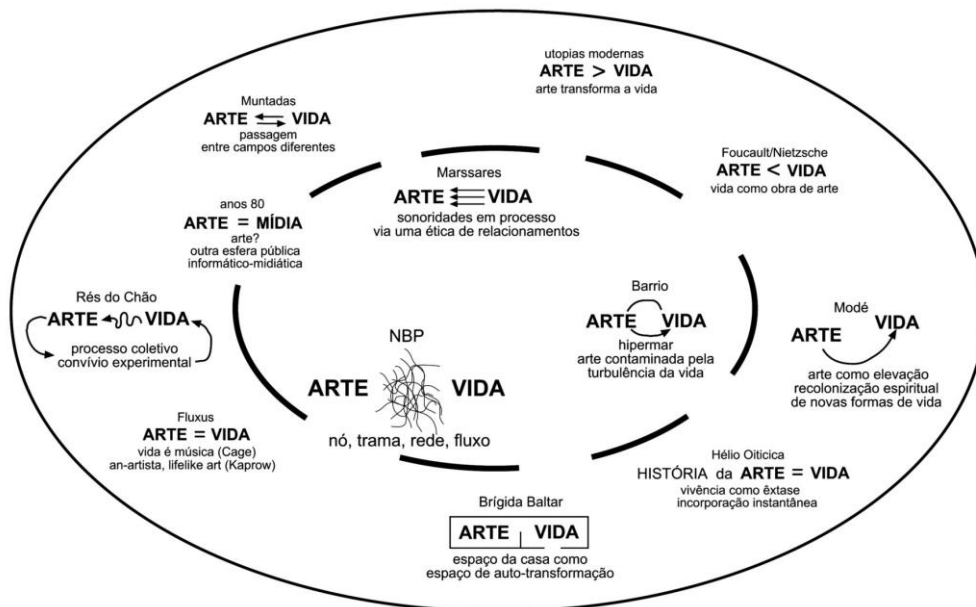 utopias modernas
ARTE > VIDA
arte transforma a vida
Muntadas
ARTE VIDA
passagem
entre campos diferentes
Foucault/Nietzsche
ARTE < VIDA
vida como obra de arte
Marssares
ARTE VIDA
sonoridades em processo
via uma ética de relacionamentos
anos 80
ARTE = MÍDIA
arte?
outra esfera pública
informático-midiática
Rés do Chão
ARTE VIDA
processo coletivo
convívio experimental
Barrio
ARTE VIDA
hipermar
arte contaminada pela
turbulência da vida
Modé
ARTE VIDA
arte como elevação
recolonização espiritual
de novas formas de vida
NBP
ARTE VIDA
nó, trama, rede, fluxo
Fluxus
ARTE = VIDA
vida é música (Cage)
an-artista, lifelike art (Kaprow)
Hélio Oiticica
HISTÓRIA da ARTE = VIDA
vivência como êxtase
incorporação instantânea
Brígida Baltar
ARTE VIDA
espaço da casa como
espaço de auto-transformação